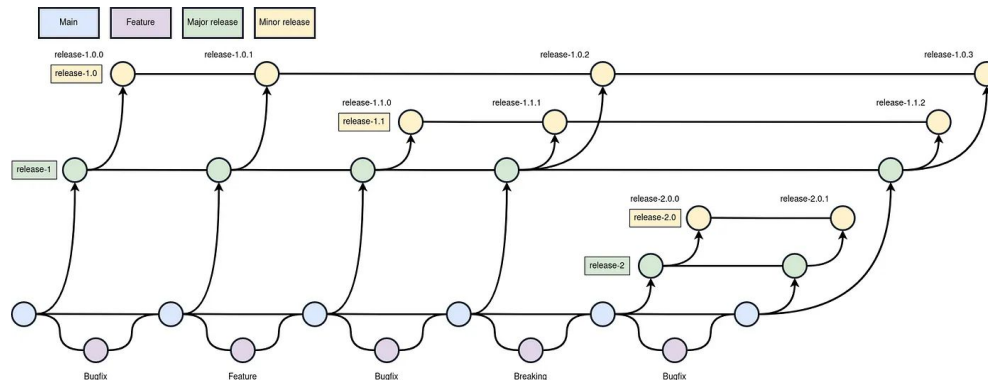 Main
Feature
Major release
Minor release
release-1.0.0
release-1.0.1
release-1.0.2
release-1.0.3
release-1.0
release-1.1.0
release-1.1.1
release-1.1.2
release-1.1
release-1
release-2.0.0
release-2.0.1
release-2.0
release-2
Bugfix
Feature
Bugfix
Breaking
Bugfix